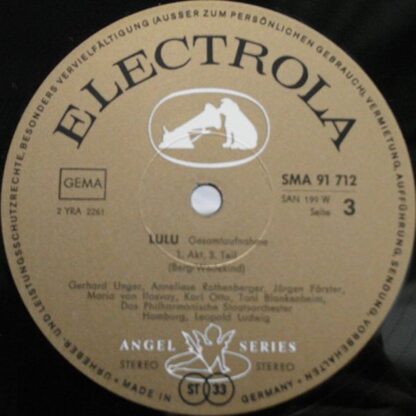 URHEBER- UND LEISTUNGSSCHUTZRECHTE, BESONDERS VERVIELFÄLTIGUNG (AUSSER ZUM PERSÖNLICHEN GEBRAUCH), VERMIETUNG, AUFFÜHRUNG, SENDUNG, VORBEHALTEN
ELECTROLA
GEMA
2 YRA 2261
SMA 91 712
SAN 199 W
Seite 3
LULU Gesamtaufnahme
1. Akt, 3. Teil
(Berg-Wedekind)
Gerhard Unger, Anneliese Rothenberger, Jürgen Förster,
Maria von Ilosvay, Karl Otto, Toni Blankenheim,
Das Philharmonische Staatsorchester
Hamburg, Leopold Ludwig
ANGEL SERIES
STEREO STEREO
ST 33
MADE IN GERMANY